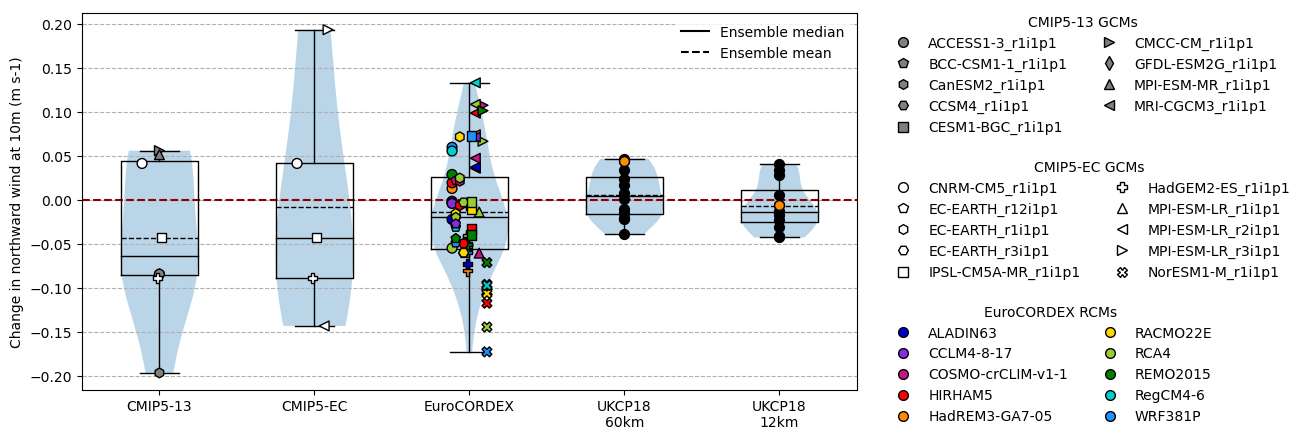 Change in northward wind at 10m (m s-1)
0.20
0.15
0.10
0.05
0.00
−0.05
−0.10
−0.15
−0.20
Ensemble median
Ensemble mean
CMIP5-13
CMIP5-EC
EuroCORDEX
UKCP18
60km
UKCP18
12km
CMIP5-13 GCMs
ACCESS1-3_r1i1p1
BCC-CSM1-1_r1i1p1
CanESM2_r1i1p1
CCSM4_r1i1p1
CESM1-BGC_r1i1p1
CMCC-CM_r1i1p1
GFDL-ESM2G_r1i1p1
MPI-ESM-MR_r1i1p1
MRI-CGCM3_r1i1p1
CMIP5-EC GCMs
CNRM-CM5_r1i1p1
EC-EARTH_r12i1p1
EC-EARTH_r1i1p1
EC-EARTH_r3i1p1
IPSL-CM5A-MR_r1i1p1
HadGEM2-ES_r1i1p1
MPI-ESM-LR_r1i1p1
MPI-ESM-LR_r2i1p1
MPI-ESM-LR_r3i1p1
NorESM1-M_r1i1p1
EuroCORDEX RCMs
ALADIN63
CCLM4-8-17
COSMO-crCLIM-v1-1
HIRHAM5
HadREM3-GA7-05
RACMO22E
RCA4
REMO2015
RegCM4-6
WRF381P